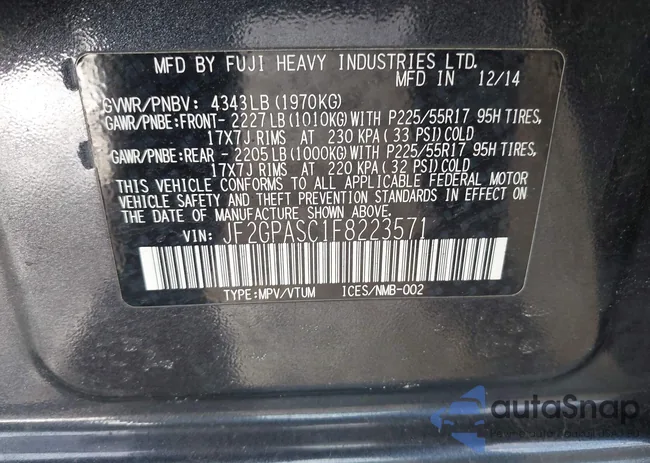 MFD BY FUJI HEAVY INDUSTRIES LTD.
MFD IN 12/14
GVWR/PNBV: 4343LB(1970KG)
GAWR/PNBE:FRONT- 2227LB(1010KG)WITH P225/55R17 95H TIRES,
17X7J RIMS AT 230 KPA(33 PSI)COLD
GAWR/PNBE:REAR - 2205LB(1000KG)WITH P225/55R17 95H TIRES,
17X7J RIMS AT 220 KPA(32 PSI)COLD
THIS VEHICLE CONFORMS TO ALL APPLICABLE FEDERAL MOTOR
VEHICLE SAFETY AND THEFT PREVENTION STANDARDS IN EFFECT
ON THE DATE OF MANUFACTURE SHOWN ABOVE.
VIN: JF2GPASC1F8223571
TYPE:MPV/VTUM ICES/NMB-002
autaSnap